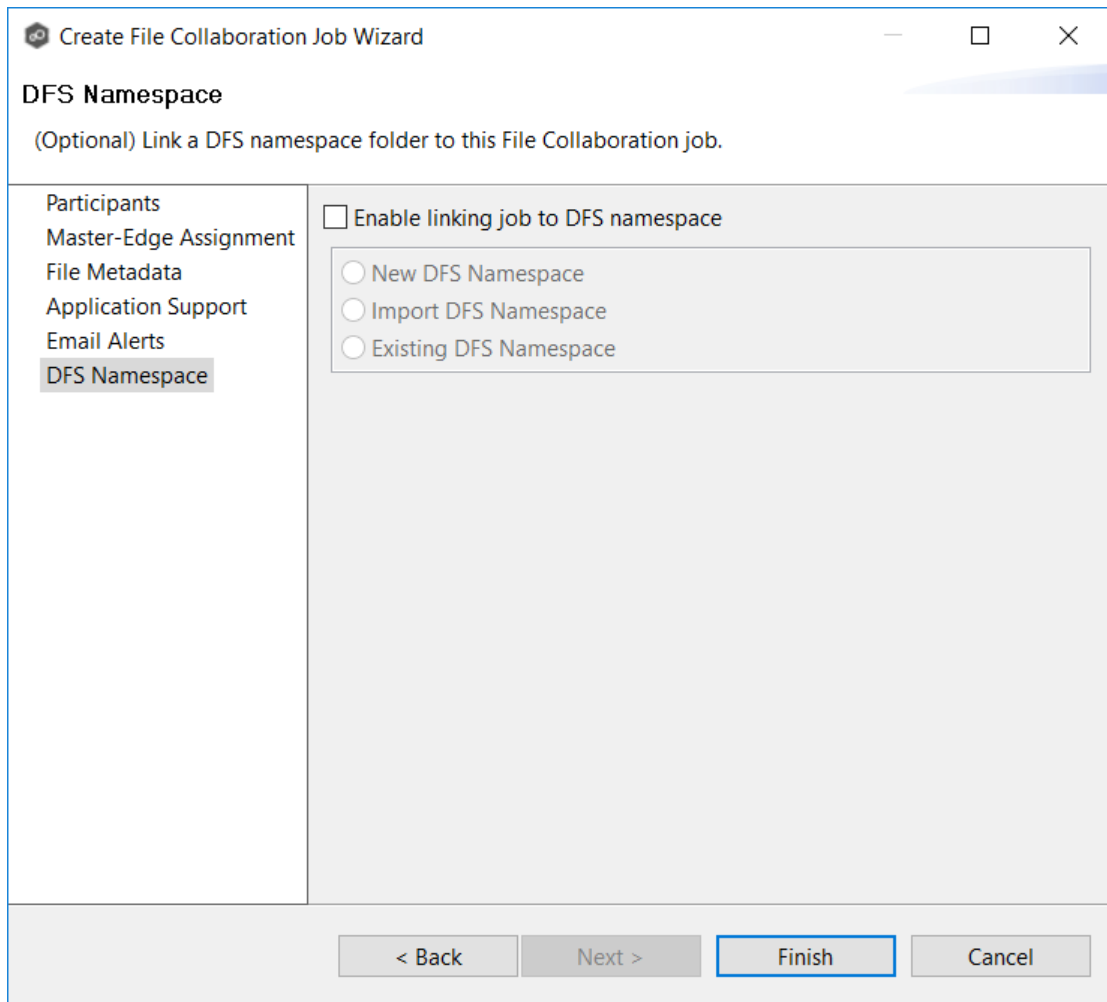 Create File Collaboration Job Wizard
DFS Namespace
(Optional) Link a DFS namespace folder to this File Collaboration job.
Participants
Master-Edge Assignment
File Metadata
Application Support
Email Alerts
DFS Namespace
Enable linking job to DFS namespace
New DFS Namespace
Import DFS Namespace
Existing DFS Namespace
< Back
Next >
Finish
Cancel